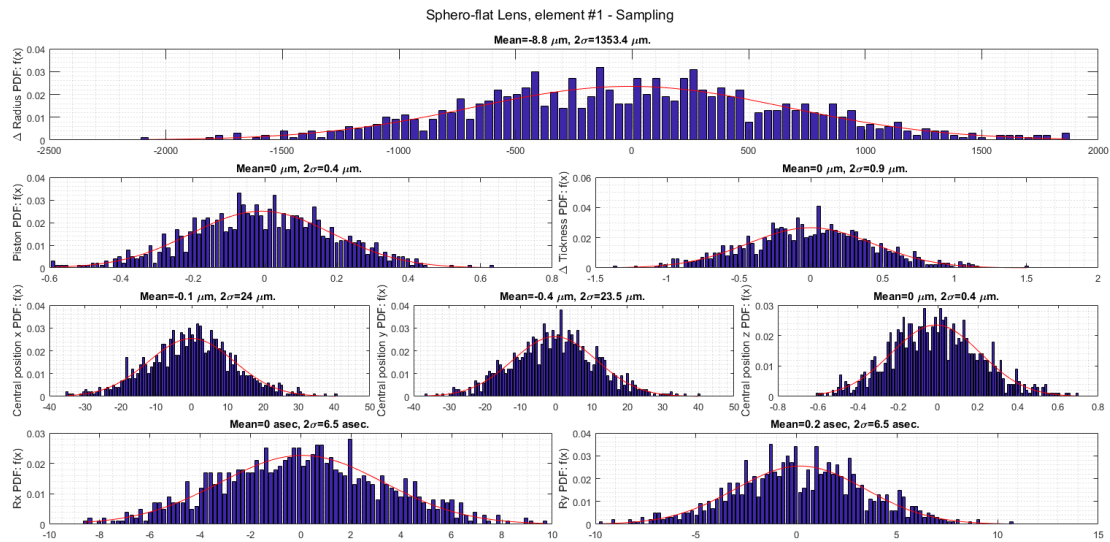 Sphero-flat Lens, element #1 - Sampling
Mean=-8.8 μm, 2σ=1353.4 μm.
Δ Radius PDF: f(x)
0.04
0.03
0.02
0.01
0
-2500 -2000 -1500 -1000 -500 0 500 1000 1500 2000
Mean=0 μm, 2σ=0.4 μm.
Piston PDF: f(x)
0.04
0.03
0.02
0.01
0
-0.6 -0.4 -0.2 0 0.2 0.4 0.6 0.8
Mean=0 μm, 2σ=0.9 μm.
Δ Tickness PDF: f(x)
0.06
0.04
0.02
0
-1.5 -1 -0.5 0 0.5 1 1.5 2
Mean=-0.1 μm, 2σ=24 μm.
Central position x PDF: f(x)
0.04
0.03
0.02
0.01
0
-40 -30 -20 -10 0 10 20 30 40 50
Mean=-0.4 μm, 2σ=23.5 μm.
Central position y PDF: f(x)
0.04
0.03
0.02
0.01
0
-40 -30 -20 -10 0 10 20 30 40 50
Mean=0 μm, 2σ=0.4 μm.
Central position z PDF: f(x)
0.03
0.02
0.01
0
-0.8 -0.6 -0.4 -0.2 0 0.2 0.4 0.6 0.8
Mean=0 asec, 2σ=6.5 asec.
Rx PDF: f(x)
0.03
0.02
0.01
0
-10 -8 -6 -4 -2 0 2 4 6 8 10
Mean=0.2 asec, 2σ=6.5 asec.
Ry PDF: f(x)
0.04
0.03
0.02
0.01
0
-10 -5 0 5 10 15